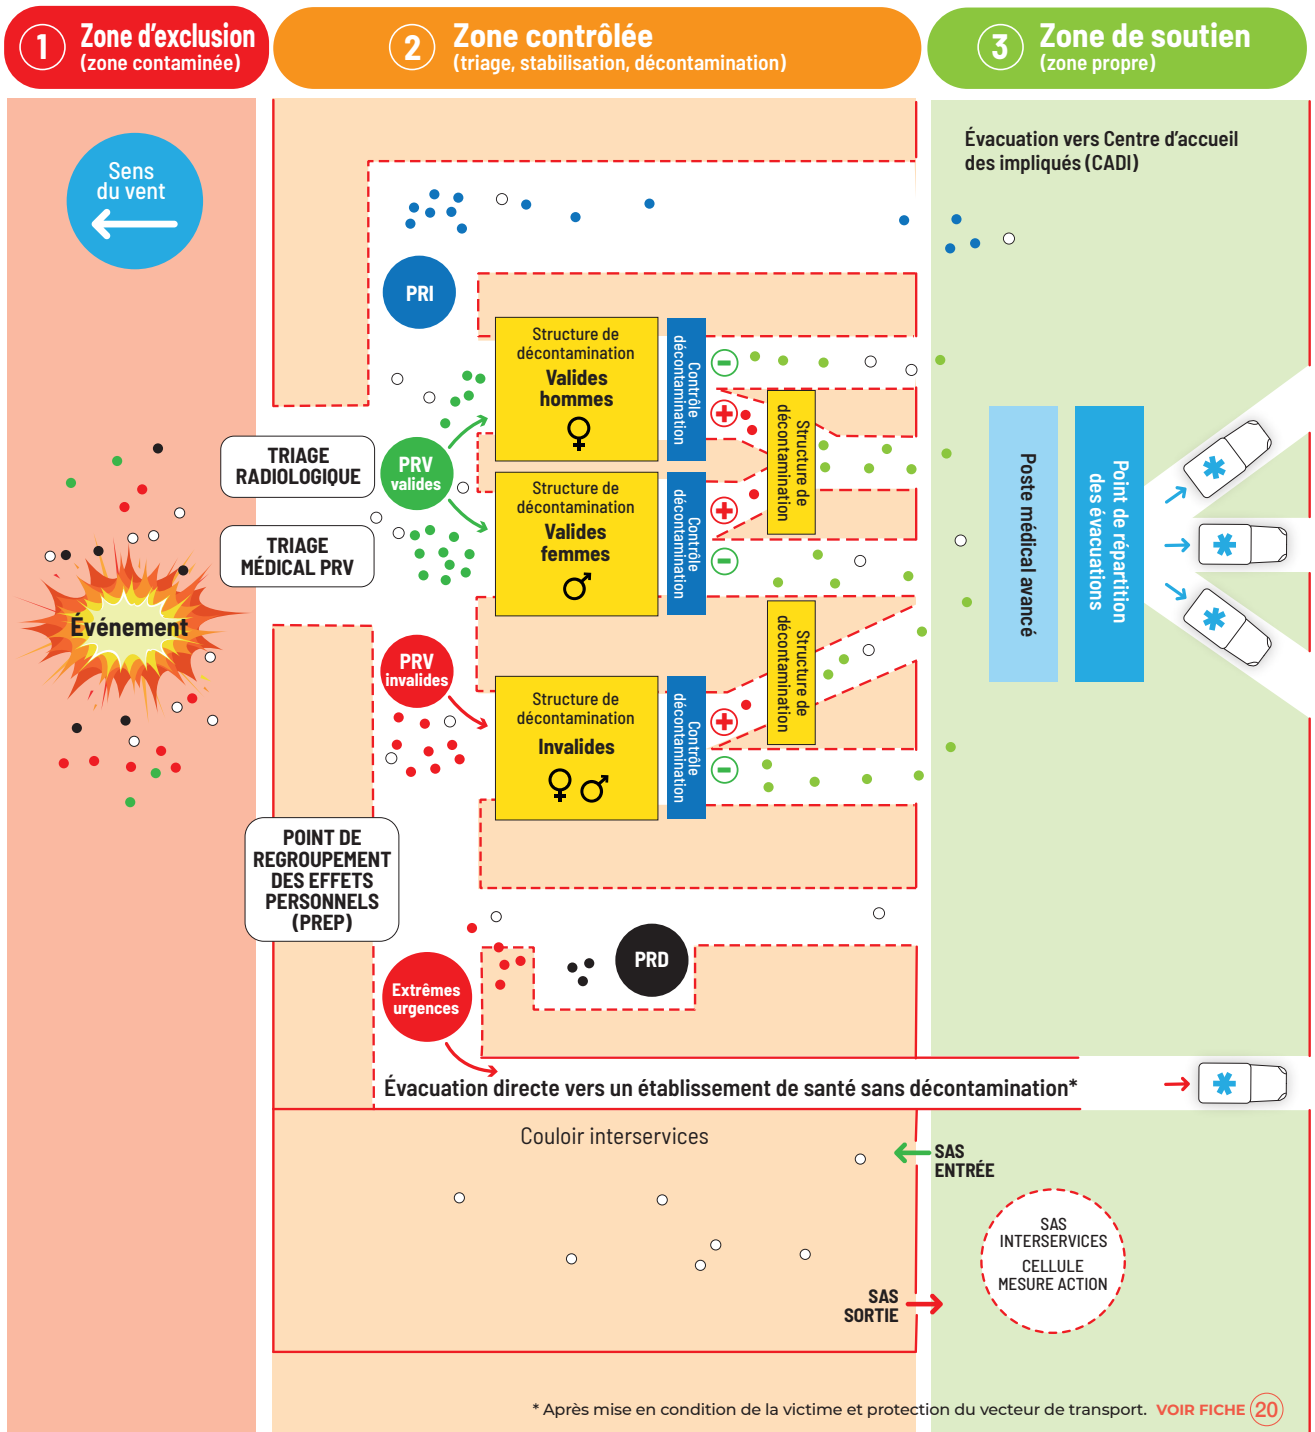 1
Zone d'exclusion
(zone contaminée)
2
Zone contrôlée
(triage, stabilisation, décontamination)
3
Zone de soutien
(zone propre)
Sens
du vent
Évacuation vers Centre d'accueil
des impliqués (CADI)
PRI
Structure de
décontamination
Valides
hommes
Contrôle
décontamination
TRIAGE
RADIOLOGIQUE
PRV
valides
Structure de
décontamination
TRIAGE
MÉDICAL PRV
Structure de
décontamination
Valides
femmes
Contrôle
décontamination
Poste médical avancé
Point de répartition
des évacuations
Événement
PRV
invalides
Structure de
décontamination
Structure de
décontamination
Invalides
Contrôle
décontamination
POINT DE
REGROUPEMENT
DES EFFETS
PERSONNELS
(PREP)
PRD
Extrêmes
urgences
Évacuation directe vers un établissement de santé sans décontamination*
Couloir interservices
SAS
ENTRÉE
SAS
INTERSERVICES
CELLULE
MESURE ACTION
SAS
SORTIE
* Après mise en condition de la victime et protection du vecteur de transport. VOIR FICHE 20